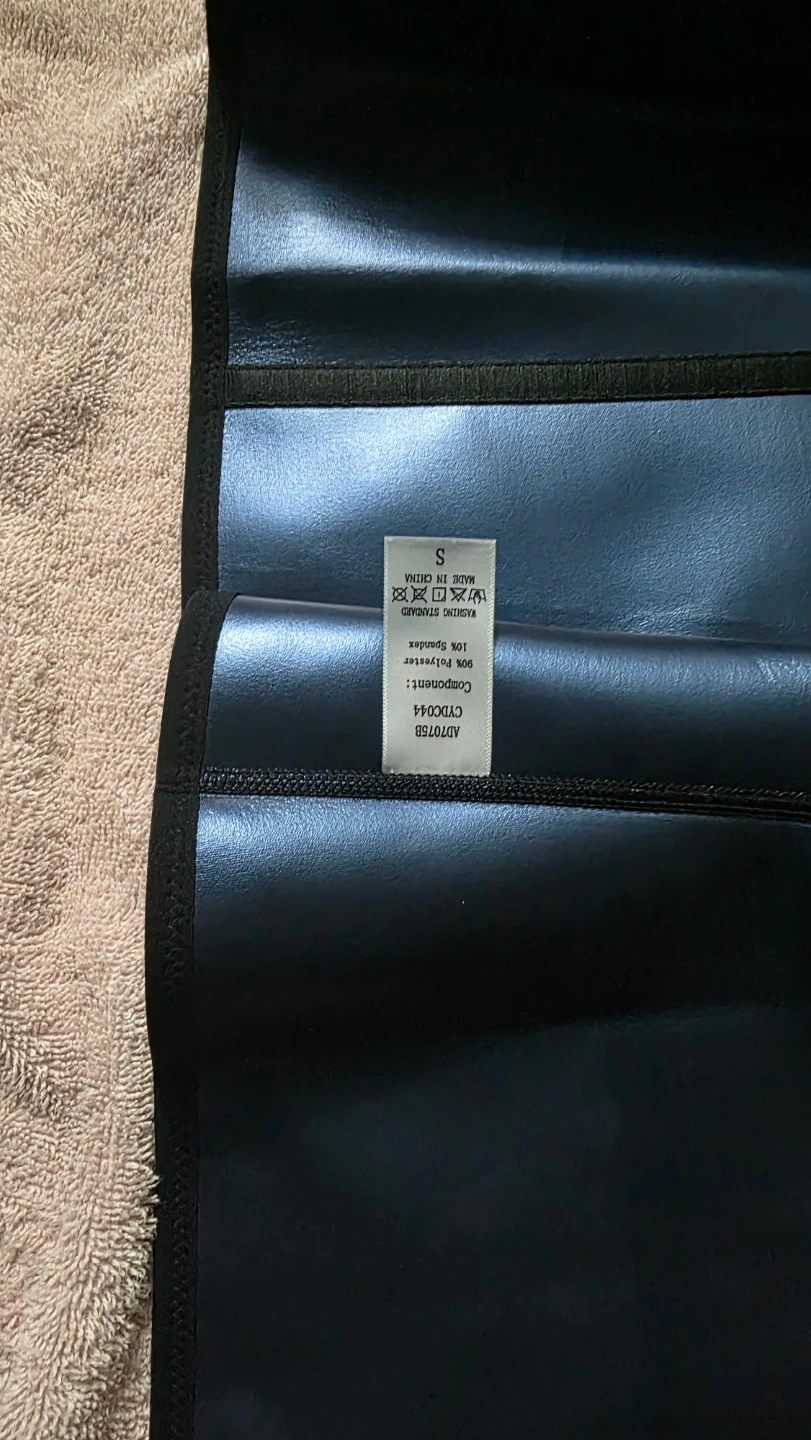 AD7075B
CYDC044
Component:
90% Polyester
10% Spandex
WASHING STANDARD
MADE IN CHINA
S